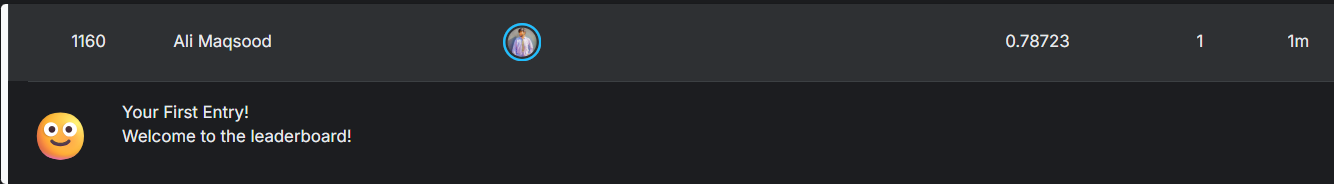 1160 Ali Maqsood 0.78723 1 1m
Your First Entry!
Welcome to the leaderboard!